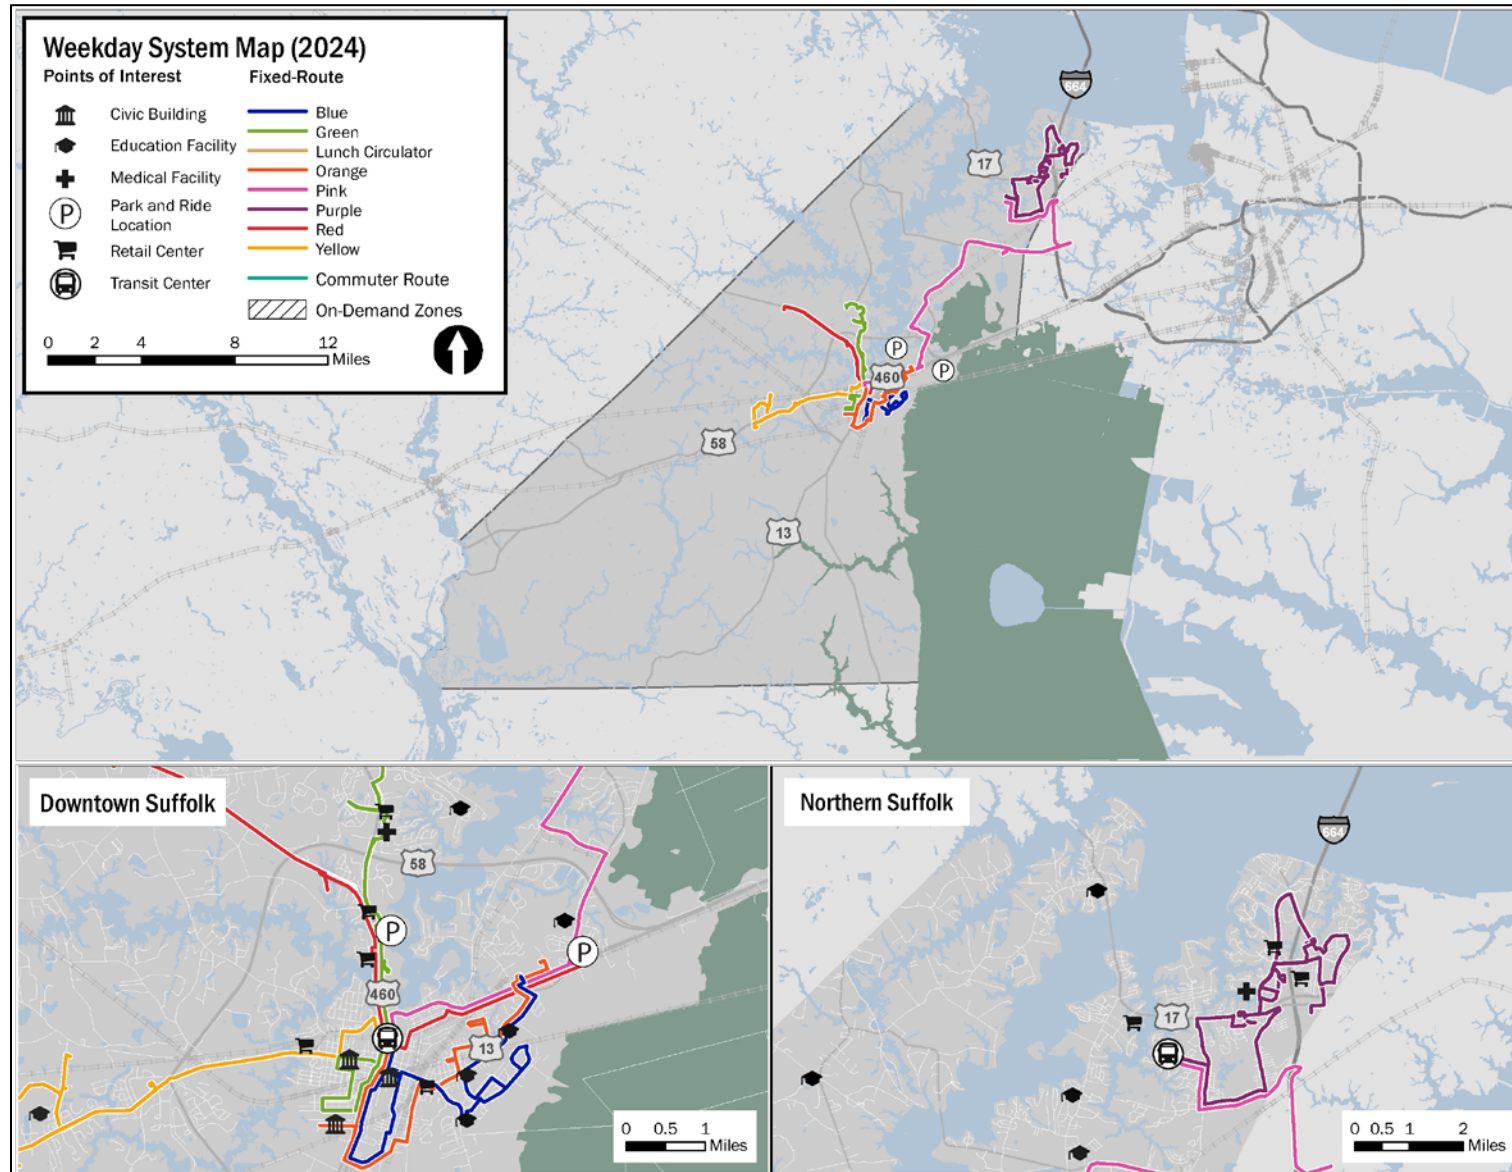 Weekday System Map (2024)
Points of Interest
Fixed-Route
Civic Building
Education Facility
Medical Facility
Park and Ride
Location
Retail Center
Transit Center
Blue
Green
Lunch Circulator
Orange
Pink
Purple
Red
Yellow
Commuter Route
On-Demand Zones
P
0 2 4 8 12
Miles
664
17
P
460
P
58
13
Downtown Suffolk
58
P
P
460
13
0 0.5 1
Miles
Northern Suffolk
664
17
0 0.5 1 2
Miles